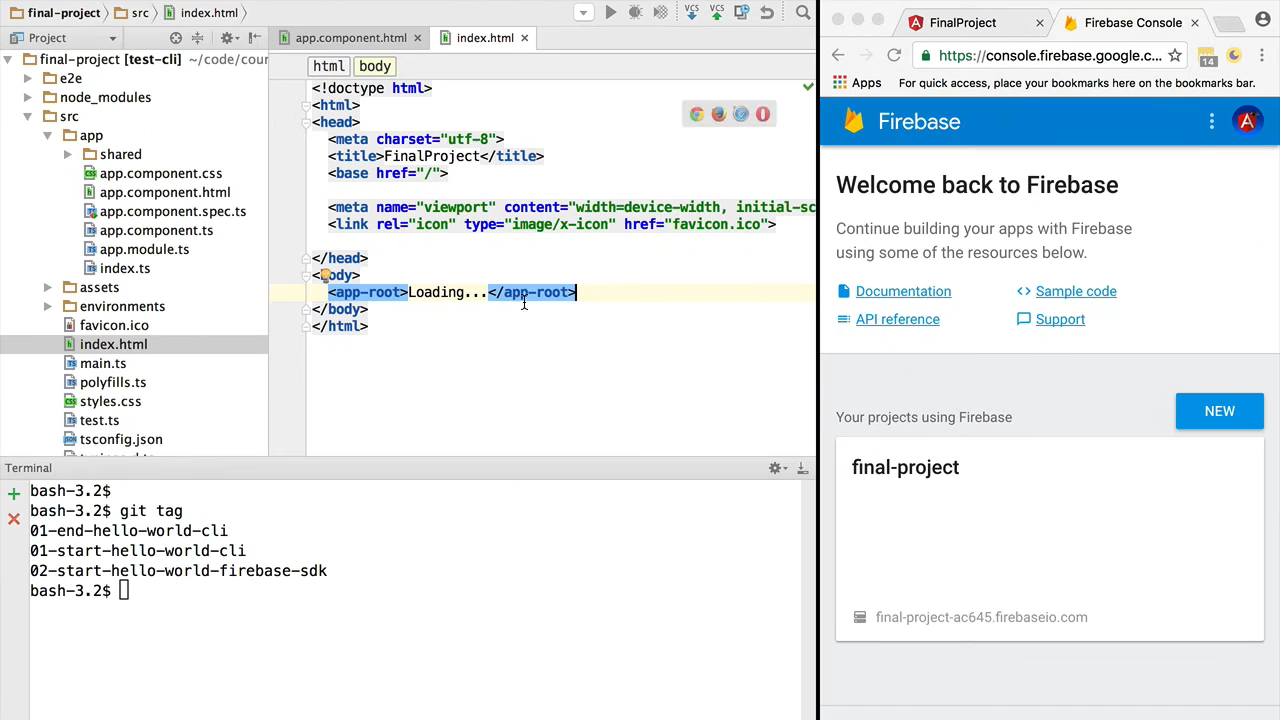 final-project
src
index.html
VCS
VCS
Project
final-project [test-cli] ~/code/cour
e2e
node_modules
src
app
shared
app.component.css
app.component.html
app.component.spec.ts
app.component.ts
app.module.ts
index.ts
assets
environments
favicon.ico
index.html
main.ts
polyfills.ts
styles.css
test.ts
tsconfig.json
app.component.html
index.html
html
body
<!doctype html>
<html>
<head>
<meta charset="utf-8">
<title>FinalProject</title>
<base href="/">
<meta name="viewport" content="width=device-width, initial-sc
<link rel="icon" type="image/x-icon" href="favicon.ico">
</head>
<body>
<app-root>Loading...</app-root>
</body>
</html>
Terminal
bash-3.2$
bash-3.2$ git tag
01-end-hello-world-cli
01-start-hello-world-cli
02-start-hello-world-firebase-sdk
bash-3.2$
FinalProject
Firebase Console
https://console.firebase.google.c...
14
Apps
For quick access, place your bookmarks here on the bookmarks bar.
Firebase
Welcome back to Firebase
Continue building your apps with Firebase
using some of the resources below.
Documentation
Sample code
API reference
Support
Your projects using Firebase
NEW
final-project
final-project-ac645.firebaseio.com